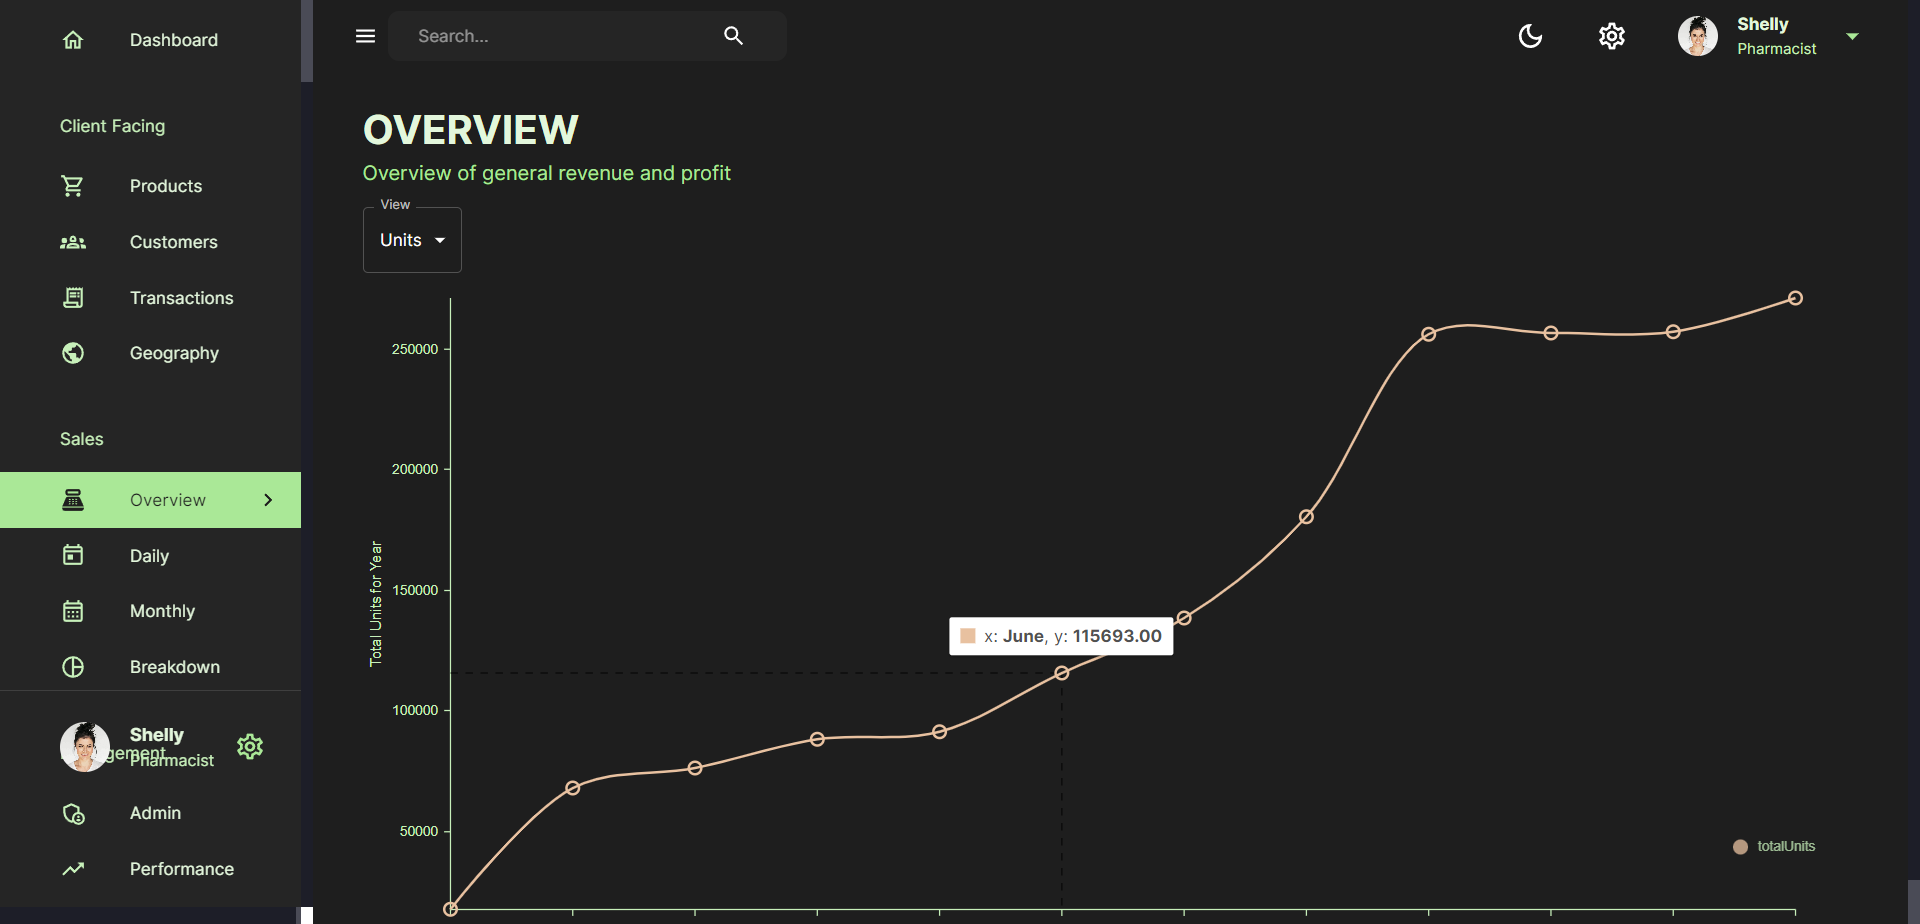 Dashboard
Client Facing
Products
Customers
Transactions
Geography
Sales
Overview
Daily
Monthly
Breakdown
Shelly
Pharmacist
Admin
Performance
Search...
Shelly
Pharmacist
OVERVIEW
Overview of general revenue and profit
View
Units
Total Units for Year
250000
200000
150000
100000
50000
x: June, y: 115693.00
totalUnits